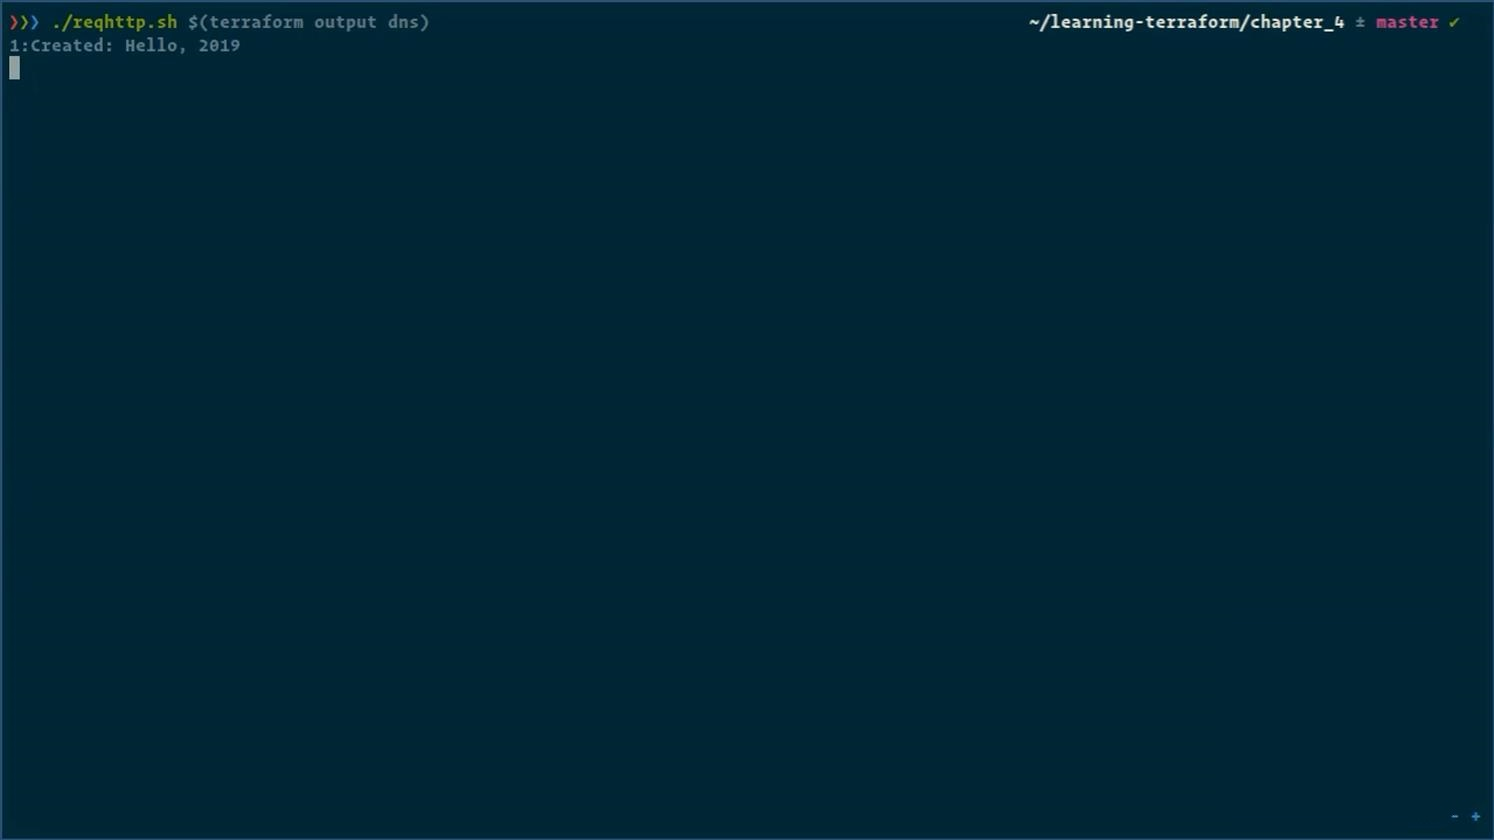 ❯❯❯ ./reqhttp.sh $(terraform output dns) ~/learning-terraform/chapter_4 ± master ✔
1:Created: Hello, 2019
- +